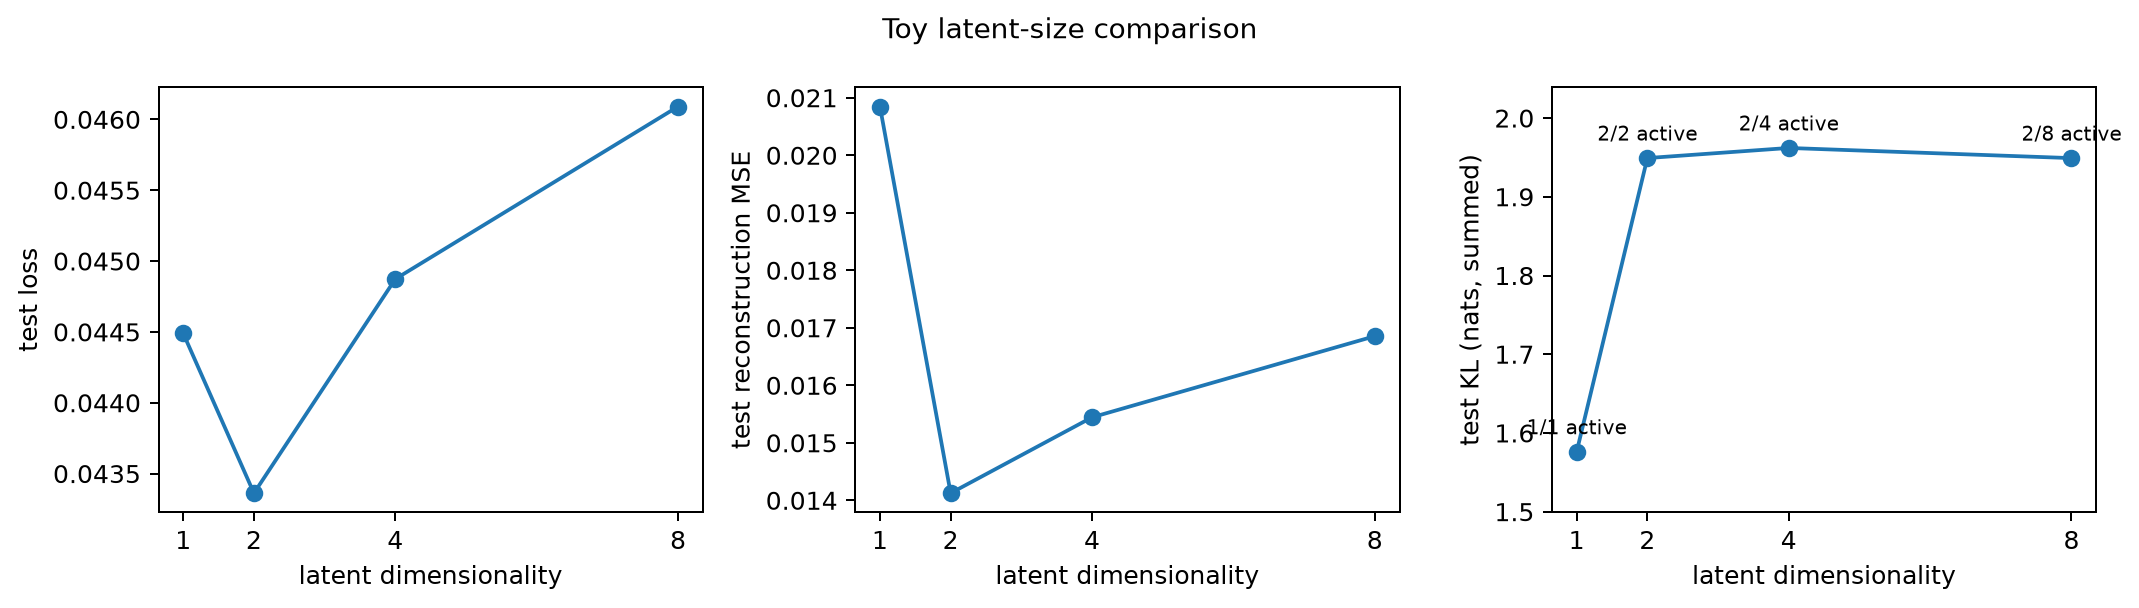 Toy latent-size comparison
test loss
0.0460
0.0455
0.0450
0.0445
0.0440
0.0435
1 2 4 8
latent dimensionality
test reconstruction MSE
0.021
0.020
0.019
0.018
0.017
0.016
0.015
0.014
1 2 4 8
latent dimensionality
test KL (nats, summed)
2.0
1.9
1.8
1.7
1.6
1.5
1/1 active
2/2 active
2/4 active
2/8 active
1 2 4 8
latent dimensionality